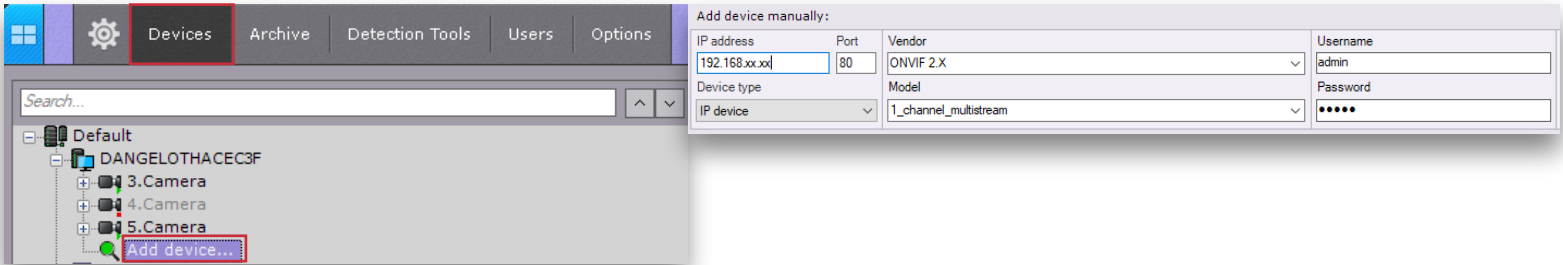 Devices Archive Detection Tools Users Options
Search...
Default
DANGELOTHACEC3F
3.Camera
4.Camera
5.Camera
Add device...
Add device manually:
IP address Port Vendor Username
192.168.xx.xx 80 ONVIF 2.X admin
Device type Model Password
IP device 1_channel_multistream •••••